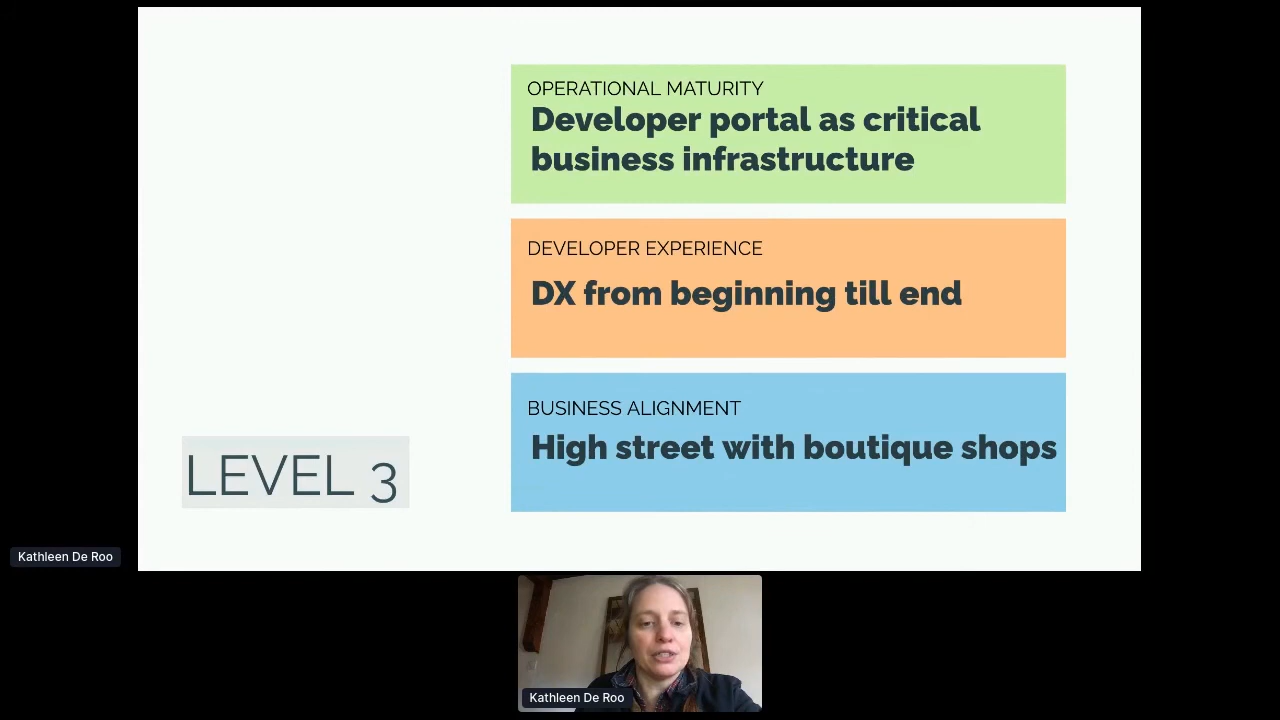 OPERATIONAL MATURITY
Developer portal as critical
business infrastructure
DEVELOPER EXPERIENCE
DX from beginning till end
BUSINESS ALIGNMENT
High street with boutique shops
LEVEL 3
Kathleen De Roo
Kathleen De Roo